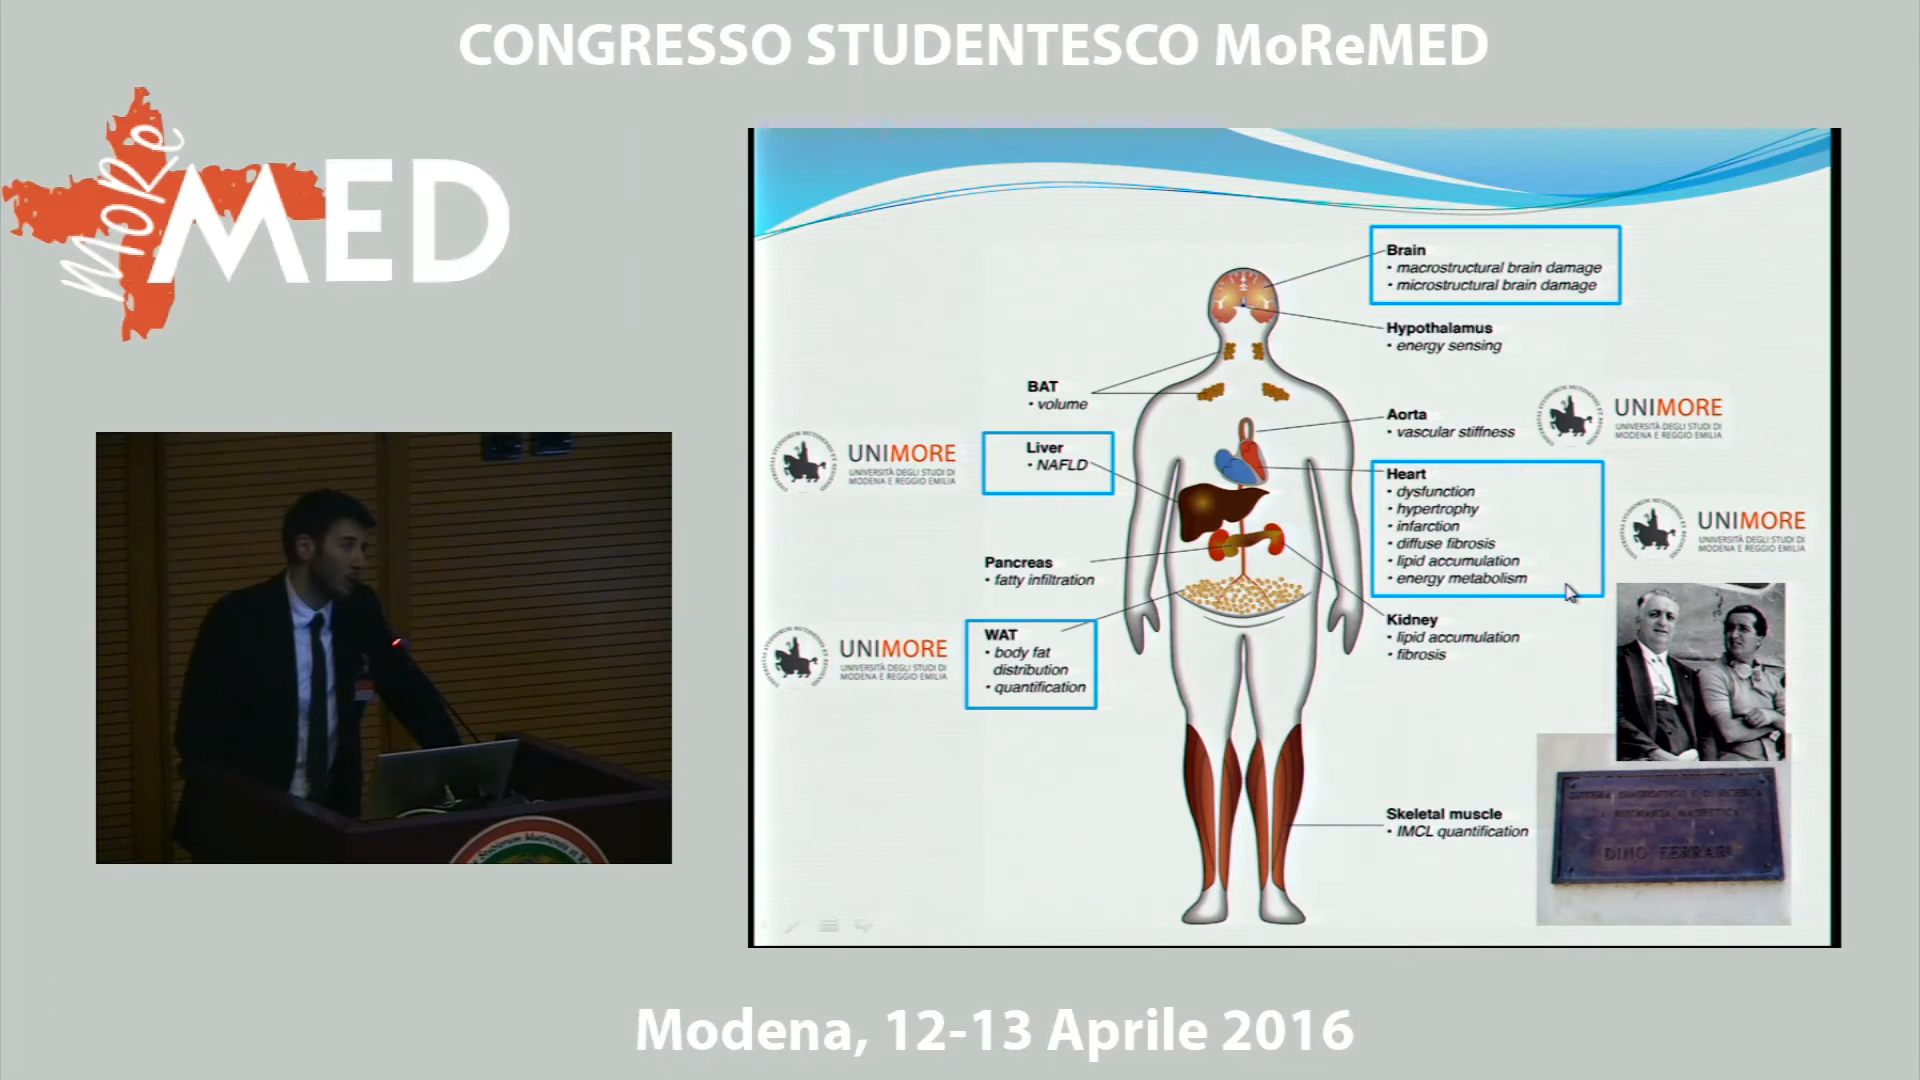 CONGRESSO STUDENTESCO MoReMED
MoRe
MED
Brain
• macrostructural brain damage
• microstructural brain damage
Hypothalamus
• energy sensing
BAT
• volume
Aorta
• vascular stiffness
UNIMORE
UNIVERSITÀ DEGLI STUDI DI
MODENA E REGGIO EMILIA
Liver
• NAFLD
UNIMORE
UNIVERSITÀ DEGLI STUDI DI
MODENA E REGGIO EMILIA
Heart
• dysfunction
• hypertrophy
• infarction
• diffuse fibrosis
• lipid accumulation
• energy metabolism
UNIMORE
UNIVERSITÀ DEGLI STUDI DI
MODENA E REGGIO EMILIA
Pancreas
• fatty infiltration
Kidney
• lipid accumulation
• fibrosis
WAT
• body fat
distribution
• quantification
UNIMORE
UNIVERSITÀ DEGLI STUDI DI
MODENA E REGGIO EMILIA
Skeletal muscle
• IMCL quantification
DINO FERRARI
Modena, 12-13 Aprile 2016